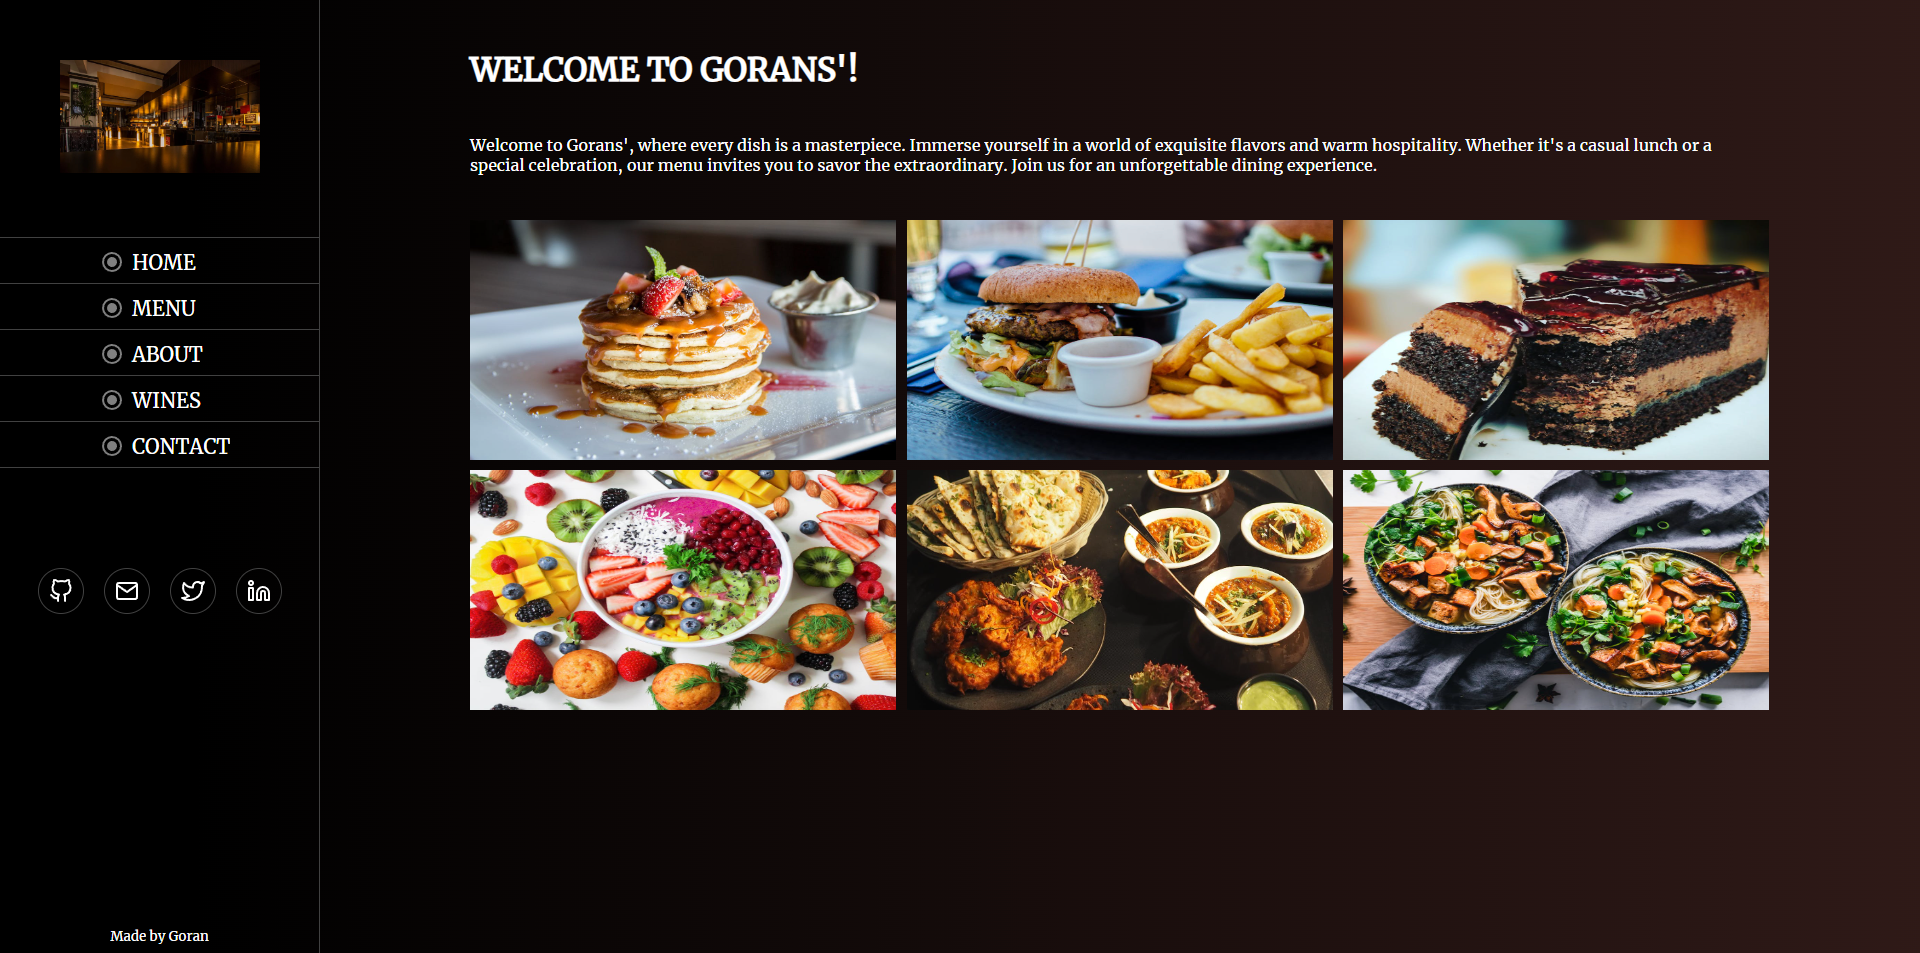 HOME
MENU
ABOUT
WINES
CONTACT
Made by Goran
WELCOME TO GORANS'!
Welcome to Gorans', where every dish is a masterpiece. Immerse yourself in a world of exquisite flavors and warm hospitality. Whether it's a casual lunch or a
special celebration, our menu invites you to savor the extraordinary. Join us for an unforgettable dining experience.